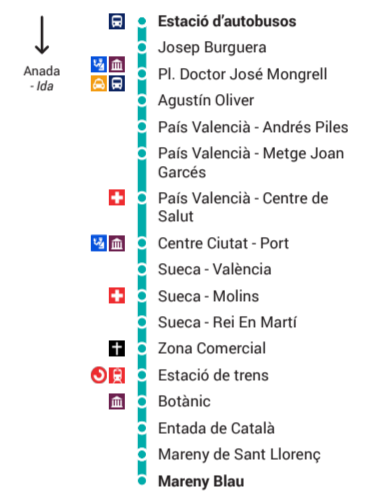 Anada
- Ida
Estació d'autobusos
Josep Burguera
Pl. Doctor José Mongrell
Agustín Oliver
País Valencià - Andrés Piles
País Valencià - Metge Joan
Garcés
País Valencià - Centre de
Salut
Centre Ciutat - Port
Sueca - València
Sueca - Molins
Sueca - Rei En Martí
Zona Comercial
Estació de trens
Botànic
Entada de Català
Mareny de Sant Llorenç
Mareny Blau